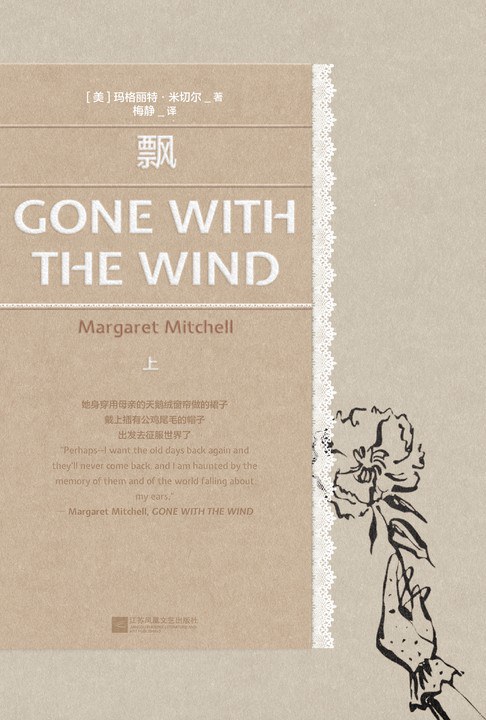 [ 美 ] 玛格丽特 · 米切尔 _ 著
梅静 _ 译
飘
GONE WITH
THE WIND
Margaret Mitchell
上
她身穿用母亲的天鹅绒窗帘做的裙子
戴上插有公鸡尾毛的帽子
出发去征服世界了
"Perhaps--I want the old days back again and
they'll never come back, and I am haunted by the
memory of them and of the world falling about
my ears."
— Margaret Mitchell, GONE WITH THE WIND
江苏凤凰文艺出版社